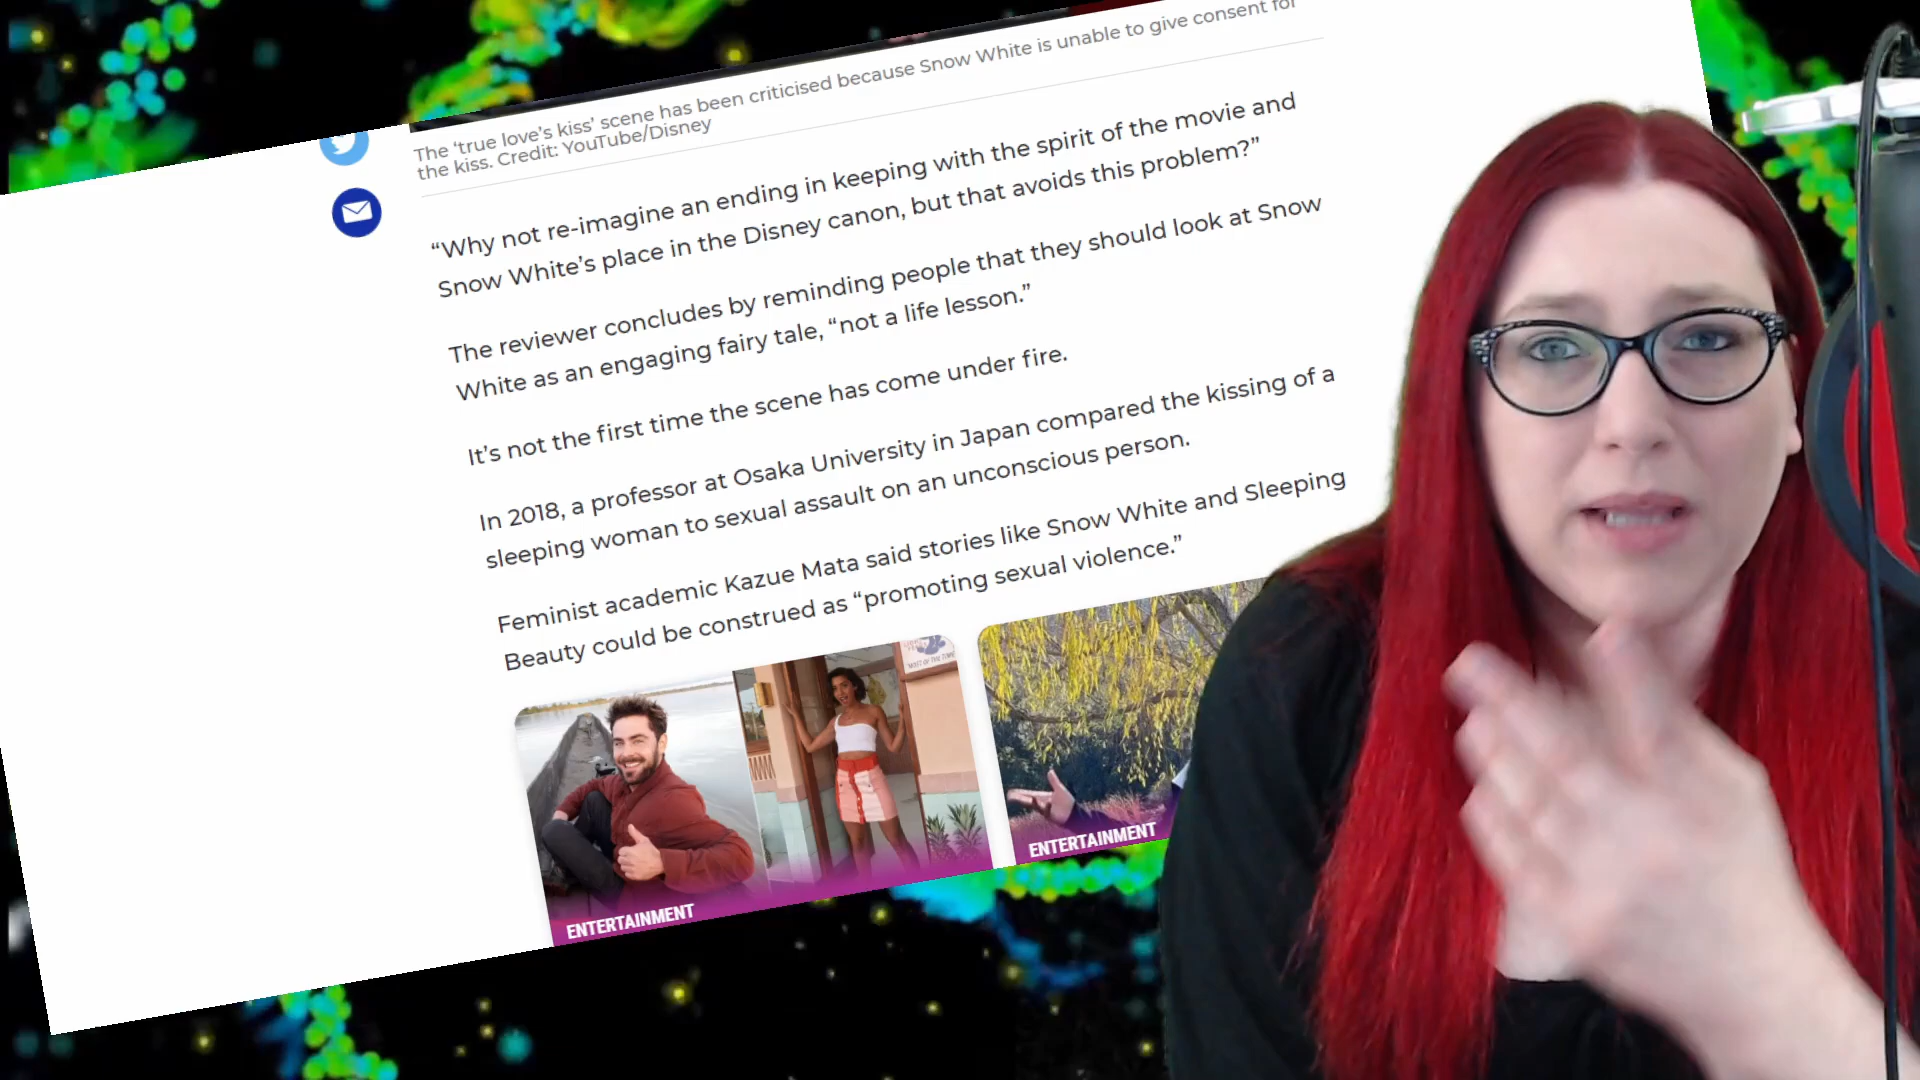 The ‘true love’s kiss’ scene has been criticised because Snow White is unable to give consent for
the kiss. Credit: YouTube/Disney
“Why not re-imagine an ending in keeping with the spirit of the movie and
Snow White’s place in the Disney canon, but that avoids this problem?”
The reviewer concludes by reminding people that they should look at Snow
White as an engaging fairy tale, “not a life lesson.”
It’s not the first time the scene has come under fire.
In 2018, a professor at Osaka University in Japan compared the kissing of a
sleeping woman to sexual assault on an unconscious person.
Feminist academic Kazue Mata said stories like Snow White and Sleeping
Beauty could be construed as “promoting sexual violence.”
ENTERTAINMENT
ENTERTAINMENT